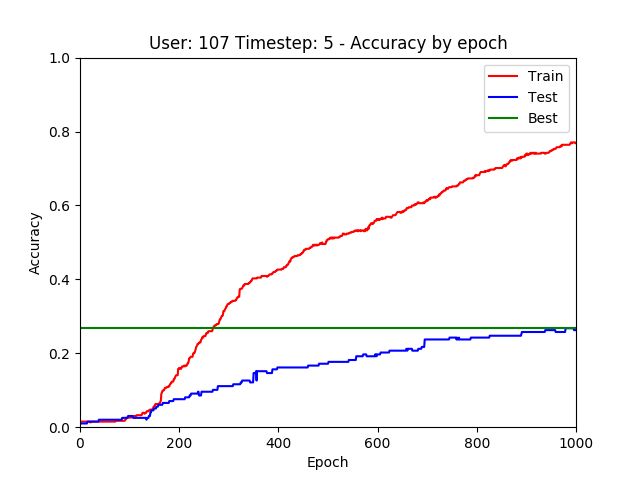 User: 107 Timestep: 5 - Accuracy by epoch
1.0
0.8
0.6
0.4
0.2
0.0
Accuracy
Train
Test
Best
0 200 400 600 800 1000
Epoch